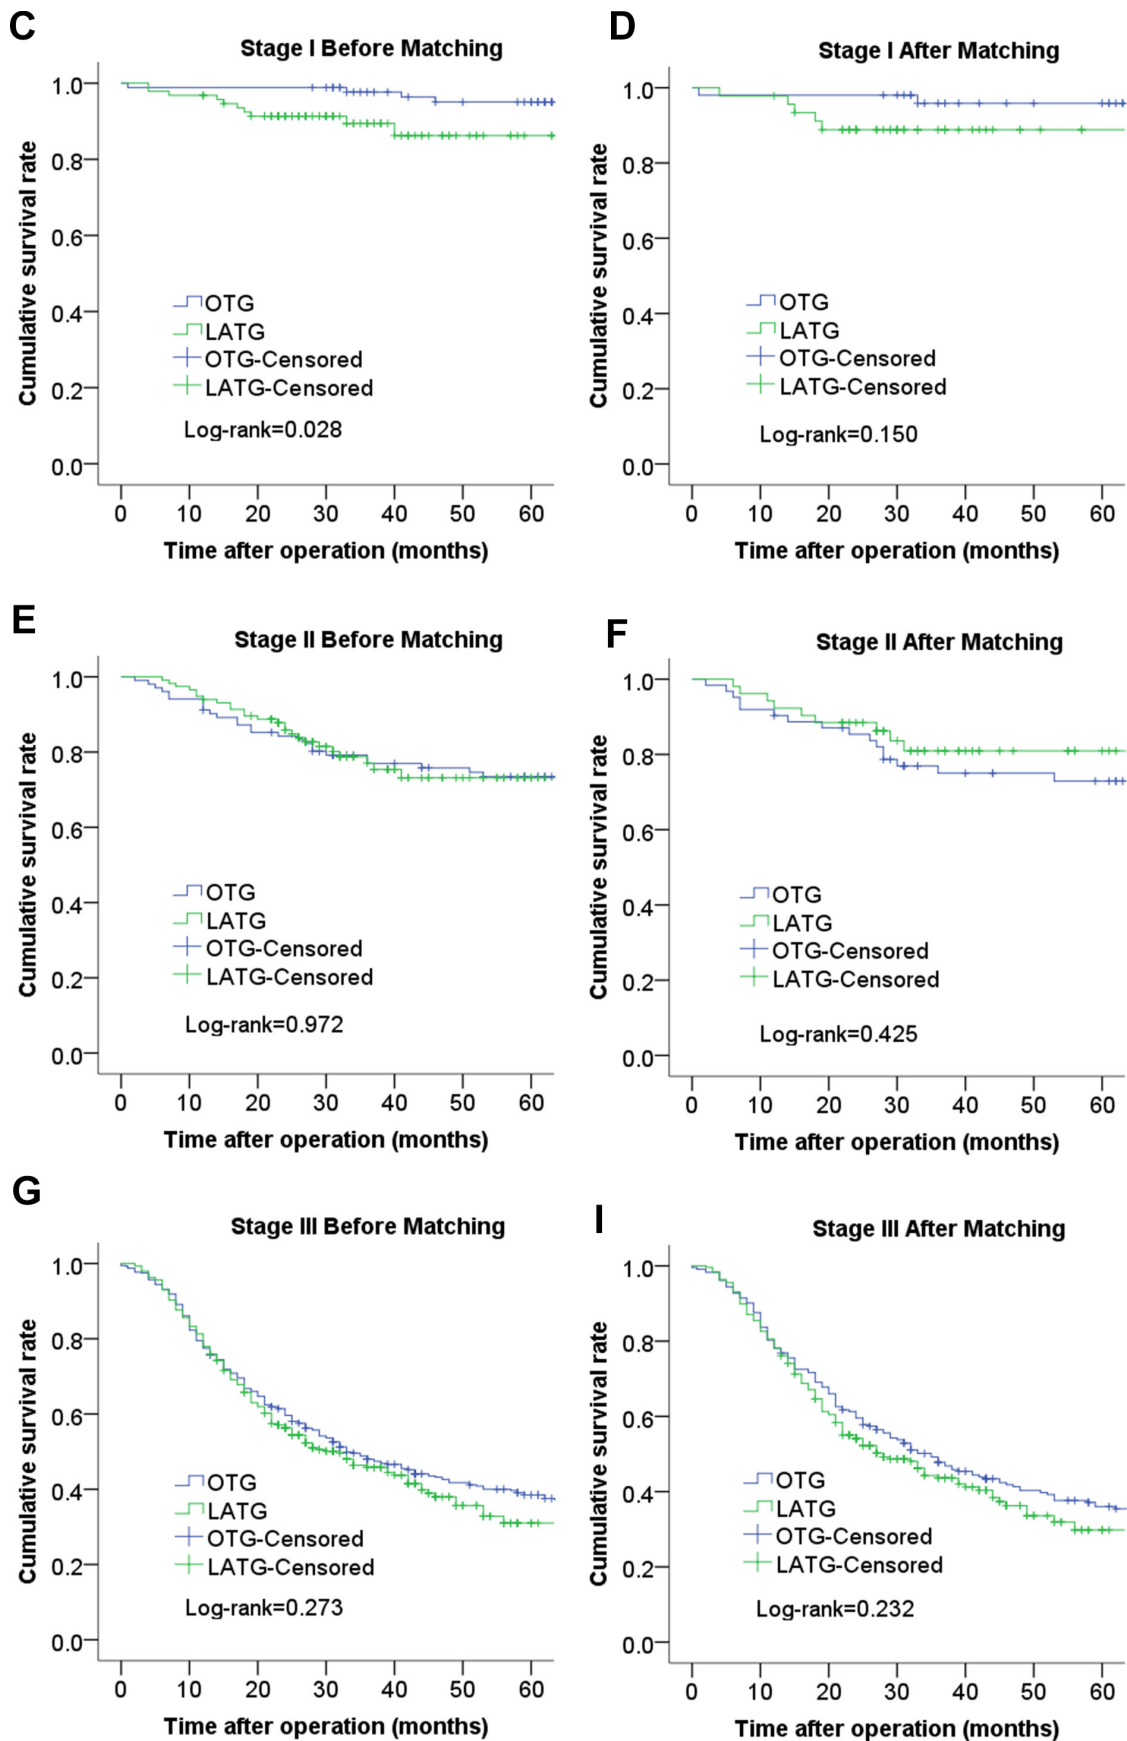 C
Stage I Before Matching
Cumulative survival rate
1.0
0.8
0.6
0.4
0.2
0.0
OTG
LATG
OTG-Censored
LATG-Censored
Log-rank=0.028
0 10 20 30 40 50 60
Time after operation (months)
D
Stage I After Matching
Cumulative survival rate
1.0
0.8
0.6
0.4
0.2
0.0
OTG
LATG
OTG-Censored
LATG-Censored
Log-rank=0.150
0 10 20 30 40 50 60
Time after operation (months)
E
Stage II Before Matching
Cumulative survival rate
1.0
0.8
0.6
0.4
0.2
0.0
OTG
LATG
OTG-Censored
LATG-Censored
Log-rank=0.972
0 10 20 30 40 50 60
Time after operation (months)
F
Stage II After Matching
Cumulative survival rate
1.0
0.8
0.6
0.4
0.2
0.0
OTG
LATG
OTG-Censored
LATG-Censored
Log-rank=0.425
0 10 20 30 40 50 60
Time after operation (months)
G
Stage III Before Matching
Cumulative survival rate
1.0
0.8
0.6
0.4
0.2
0.0
OTG
LATG
OTG-Censored
LATG-Censored
Log-rank=0.273
0 10 20 30 40 50 60
Time after operation (months)
I
Stage III After Matching
Cumulative survival rate
1.0
0.8
0.6
0.4
0.2
0.0
OTG
LATG
OTG-Censored
LATG-Censored
Log-rank=0.232
0 10 20 30 40 50 60
Time after operation (months)